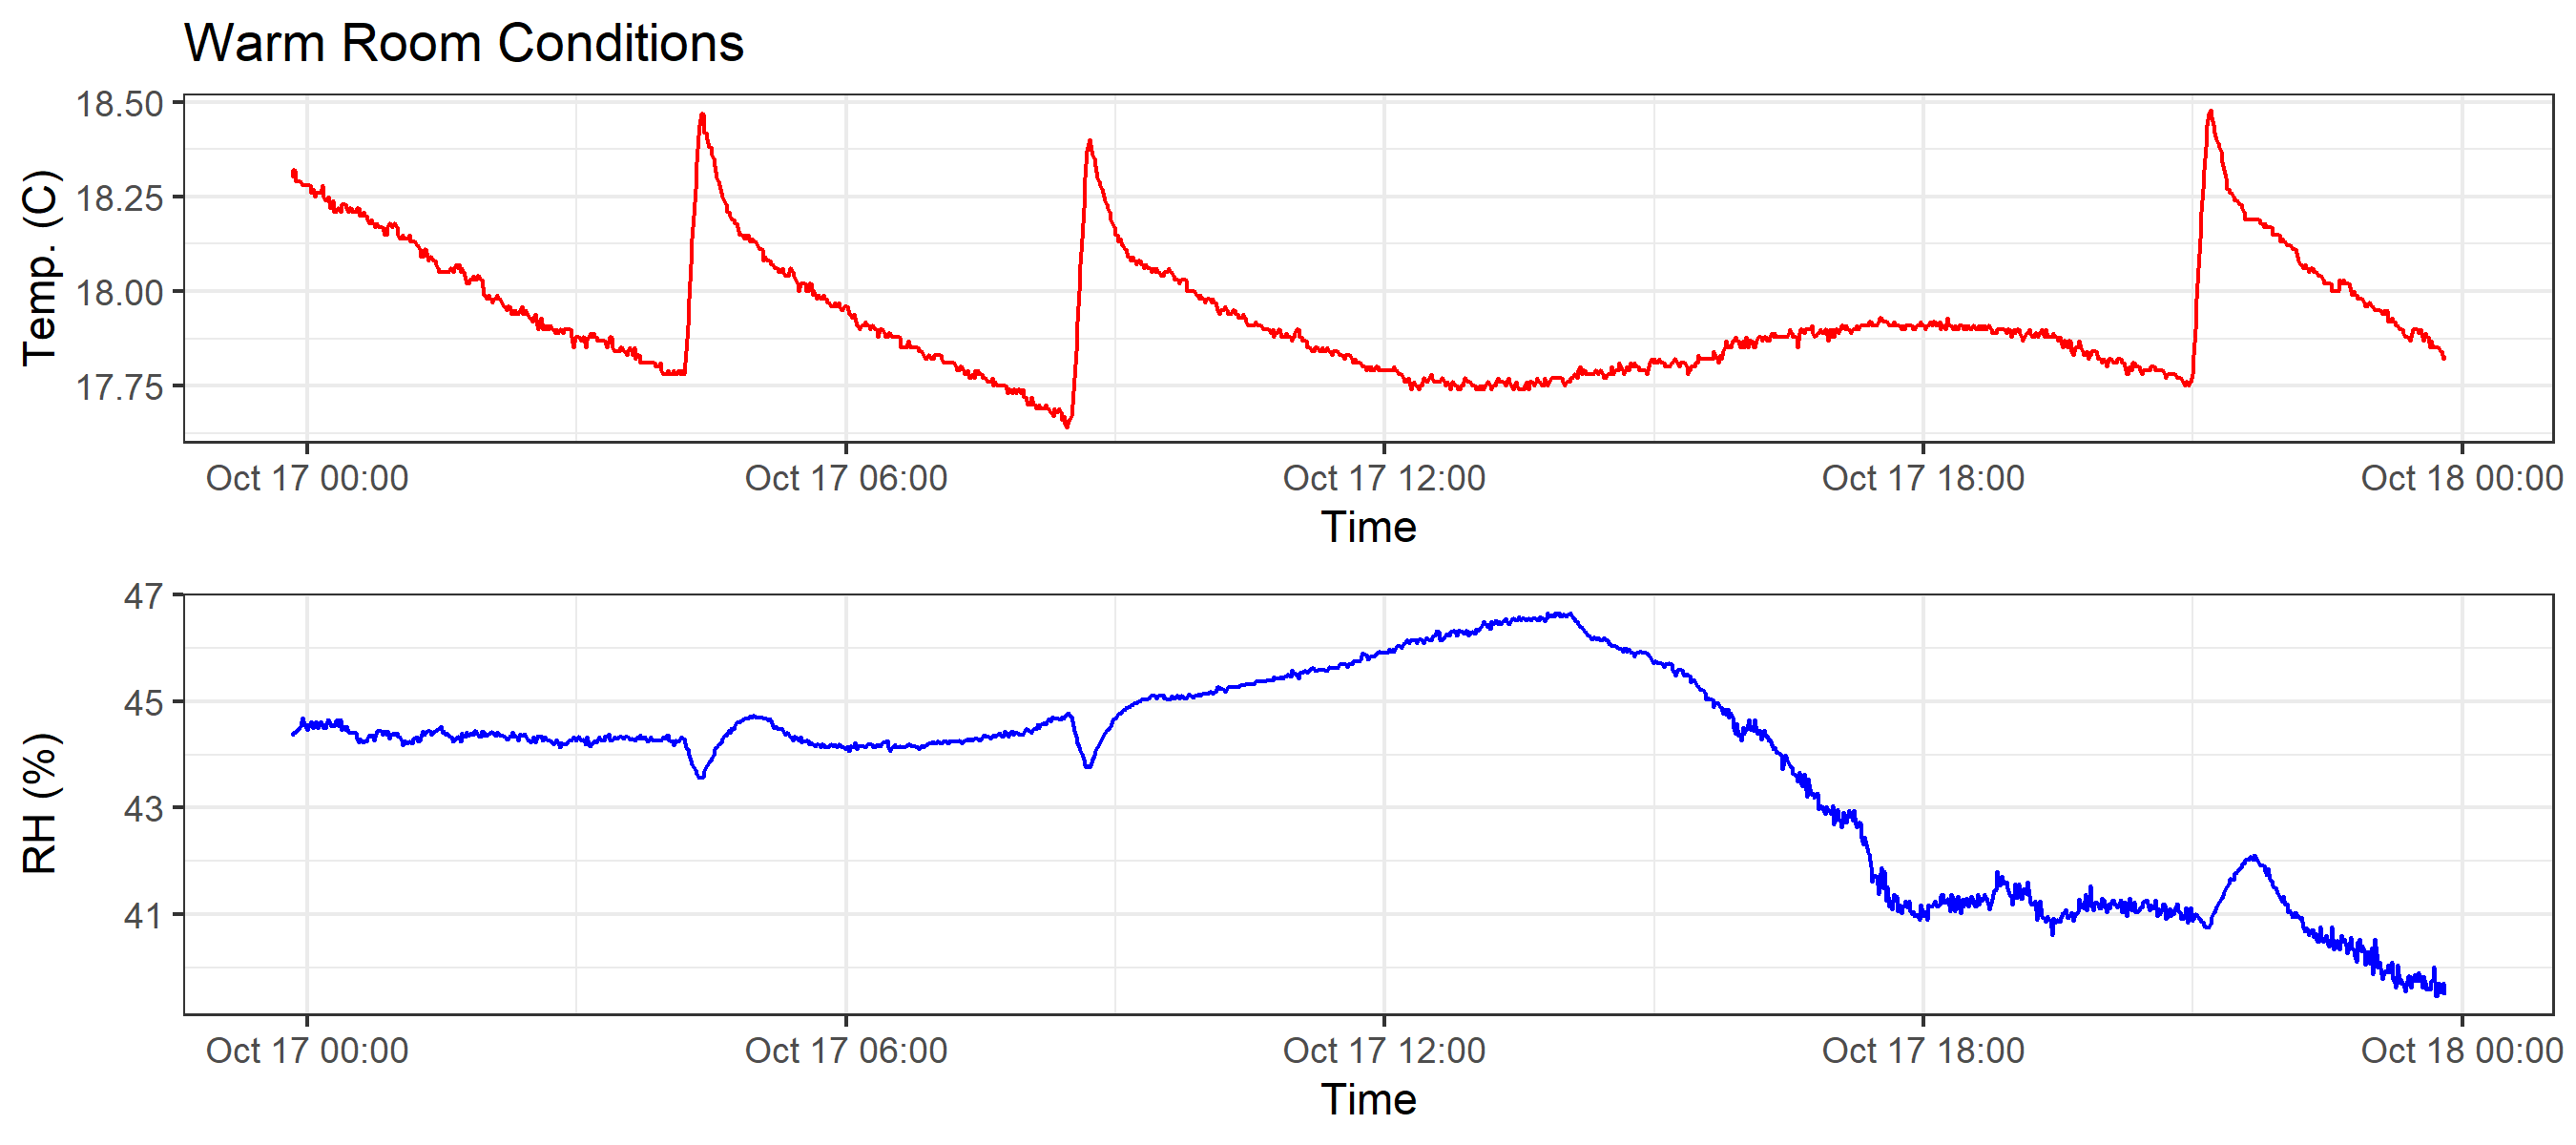 Warm Room Conditions
Temp. (C)
18.50
18.25
18.00
17.75
Oct 17 00:00 Oct 17 06:00 Oct 17 12:00 Oct 17 18:00 Oct 18 00:00
Time
RH (%)
47
45
43
41
Oct 17 00:00 Oct 17 06:00 Oct 17 12:00 Oct 17 18:00 Oct 18 00:00
Time